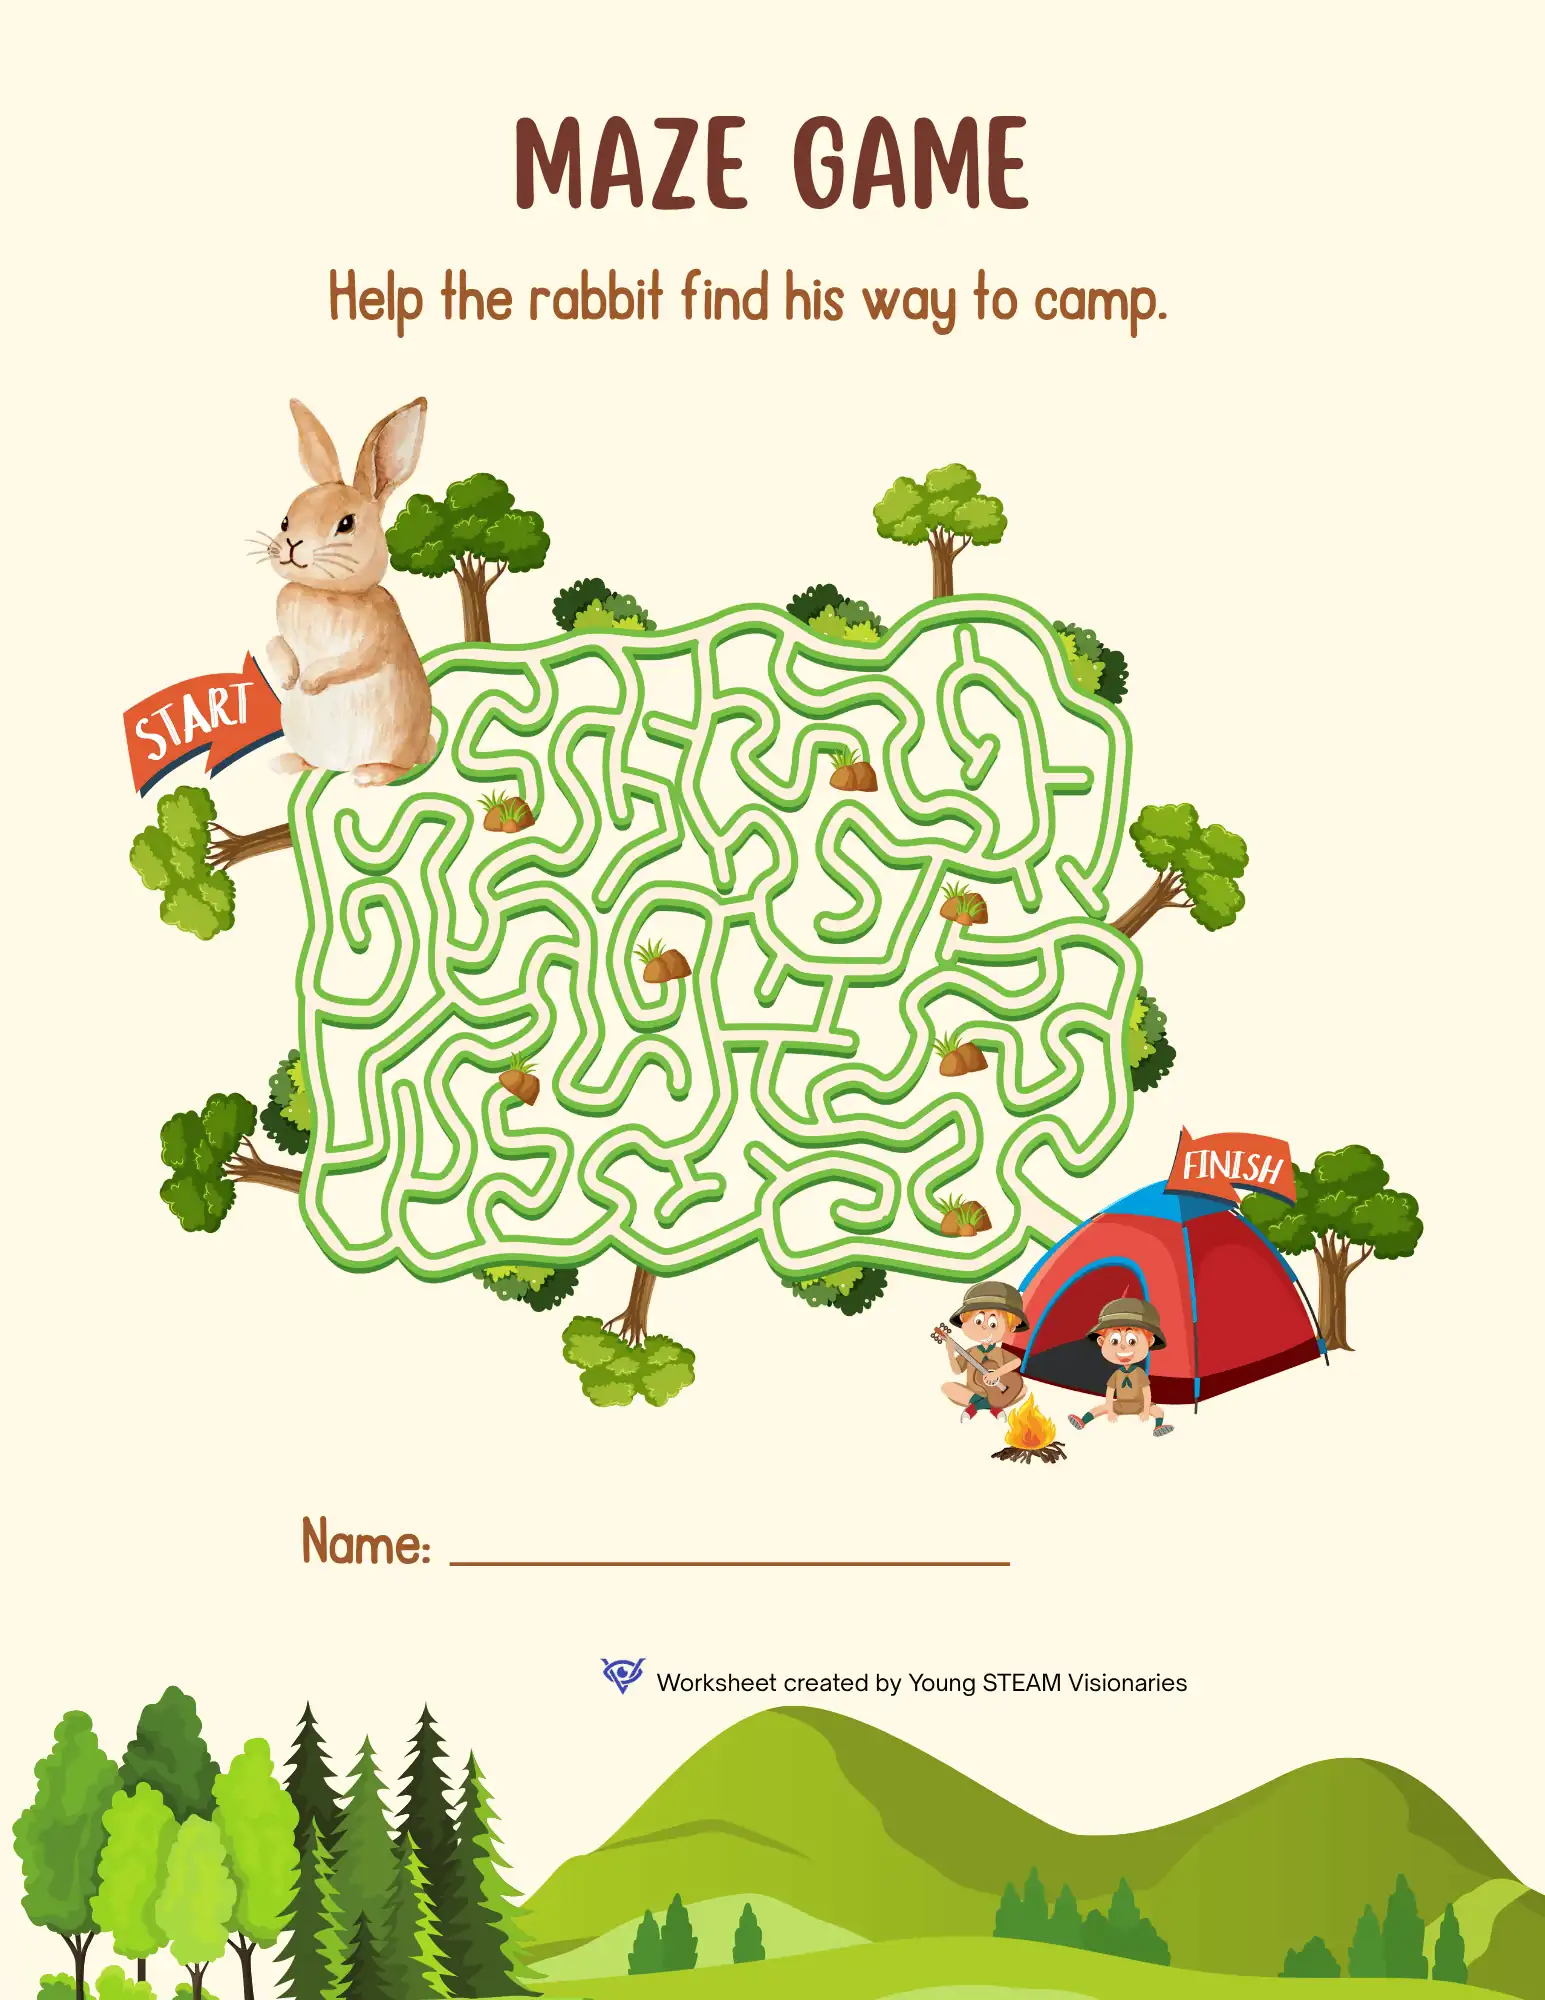 MAZE GAME
Help the rabbit find his way to camp.
START
FINISH
Name:
Worksheet created by Young STEAM Visionaries